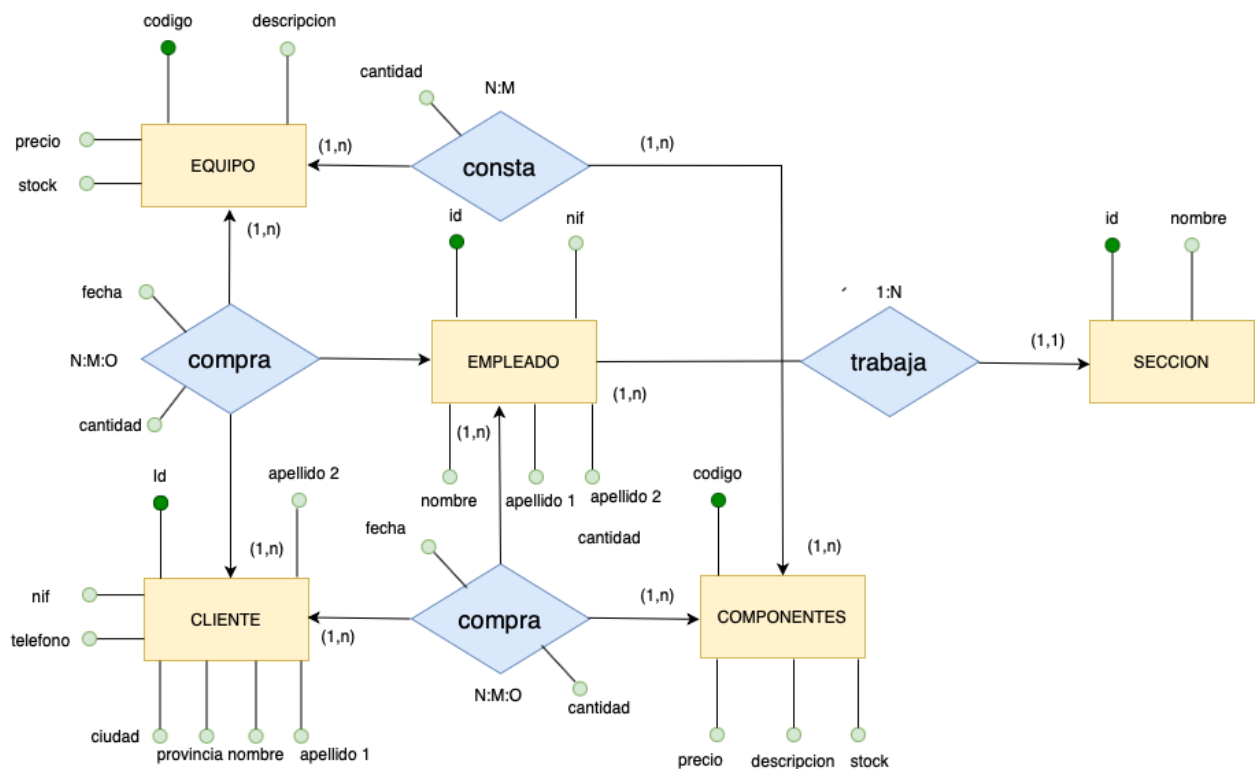 codigo
descripcion
cantidad
N:M
precio
(1,n)
(1,n)
EQUIPO
consta
stock
id
nif
id
nombre
(1,n)
fecha
1:N
N:M:O
compra
EMPLEADO
trabaja
(1,1)
SECCION
(1,n)
cantidad
(1,n)
Id
apellido 2
codigo
nombre
apellido 1
apellido 2
fecha
cantidad
(1,n)
(1,n)
nif
(1,n)
CLIENTE
compra
COMPONENTES
telefono
(1,n)
N:M:O
cantidad
ciudad
provincia
nombre
apellido 1
precio
descripcion
stock